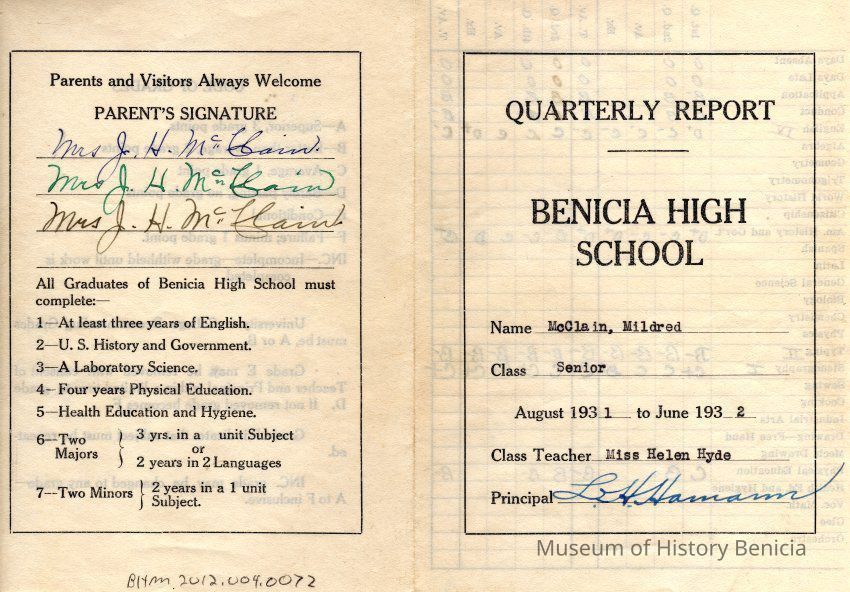 Parents and Visitors Always Welcome
PARENT'S SIGNATURE
Mrs J. H. McClain.
Mrs J. H McClain
Mrs J. H. McClain.
All Graduates of Benicia High School must
complete:—
1—At least three years of English.
2—U. S. History and Government.
3—A Laboratory Science.
4—Four years Physical Education.
5—Health Education and Hygiene.
6—Two Majors } 3 yrs. in a unit Subject
or
2 years in 2 Languages
7—Two Minors } 2 years in a 1 unit
Subject.
BHM.2012.009.0072
QUARTERLY REPORT
BENICIA HIGH
SCHOOL
Name McClain, Mildred
Class Senior
August 1931 to June 1932
Class Teacher Miss Helen Hyde
Principal L. H. Hamann
Museum of History Benicia